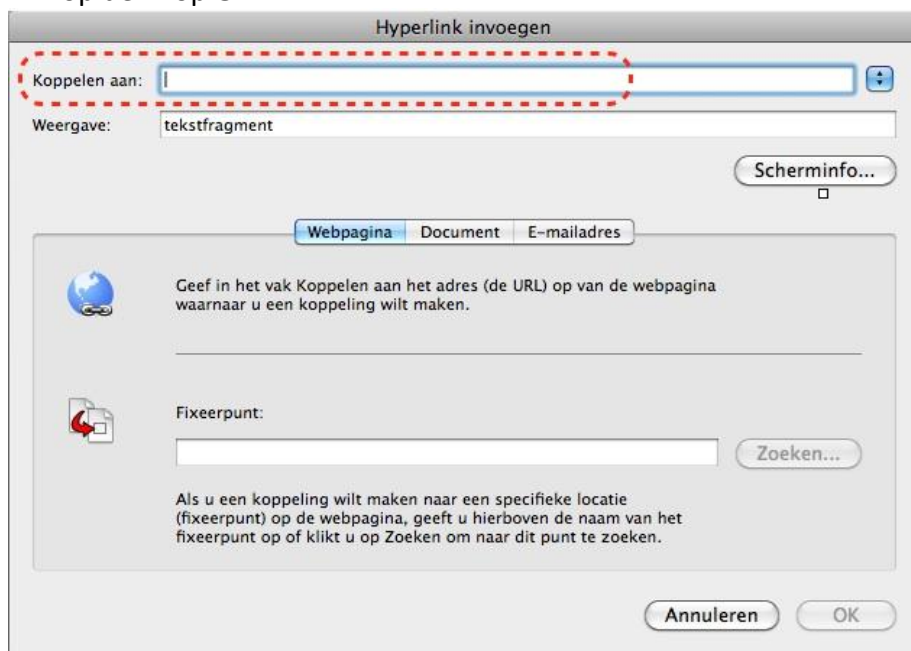 Hyperlink invoegen
Koppelen aan:
Weergave: tekstfragment
Scherminfo...
Webpagina Document E-mailadres
Geef in het vak Koppelen aan het adres (de URL) op van de webpagina
waarnaar u een koppeling wilt maken.
Fixeerpunt:
Zoeken...
Als u een koppeling wilt maken naar een specifieke locatie
(fixeerpunt) op de webpagina, geeft u hierboven de naam van het
fixeerpunt op of klikt u op Zoeken om naar dit punt te zoeken.
Annuleren OK